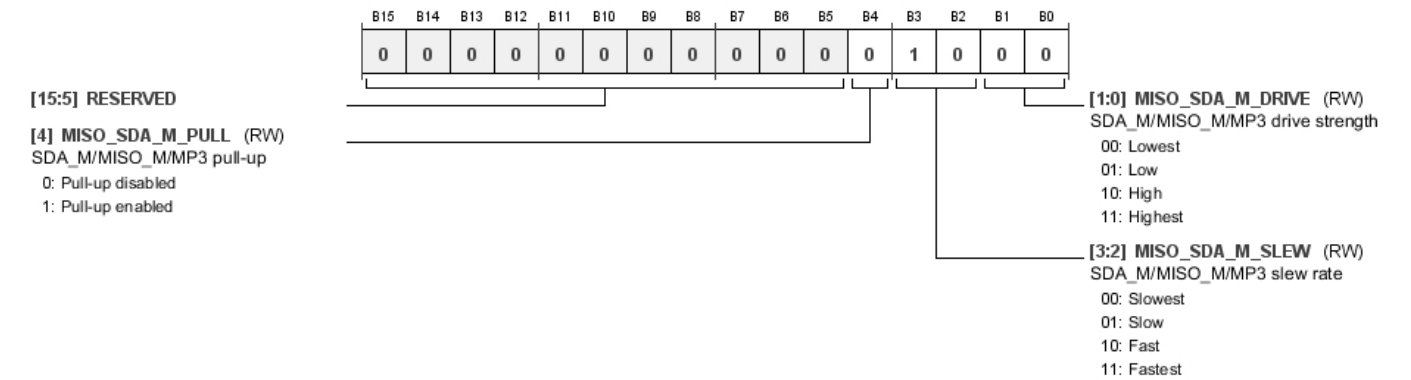 B15 B14 B13 B12 B11 B10 B9 B8 B7 B6 B5 B4 B3 B2 B1 B0
0 0 0 0 0 0 0 0 0 0 0 0 1 0 0 0
[15:5] RESERVED
[4] MISO_SDA_M_PULL (RW)
SDA_M/MISO_M/MP3 pull-up
0: Pull-up disabled
1: Pull-up enabled
[1:0] MISO_SDA_M_DRIVE (RW)
SDA_M/MISO_M/MP3 drive strength
00: Lowest
01: Low
10: High
11: Highest
[3:2] MISO_SDA_M_SLEW (RW)
SDA_M/MISO_M/MP3 slew rate
00: Slowest
01: Slow
10: Fast
11: Fastest